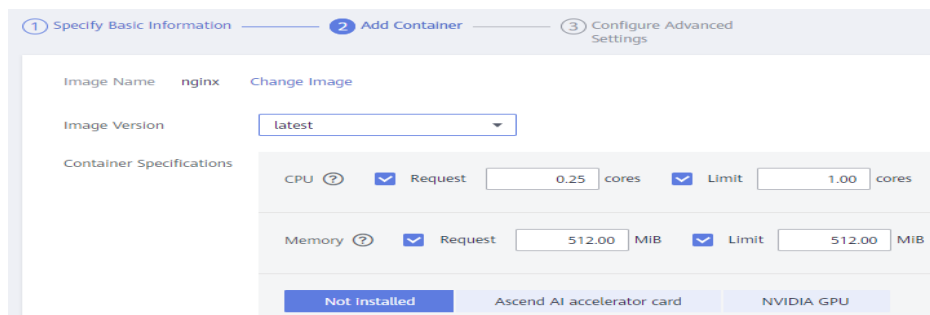 1 Specify Basic Information 2 Add Container 3 Configure Advanced
Settings
Image Name nginx Change Image
Image Version latest
Container Specifications
CPU ? Request 0.25 cores Limit 1.00 cores
Memory ? Request 512.00 MiB Limit 512.00 MiB
Not Installed Ascend AI accelerator card NVIDIA GPU